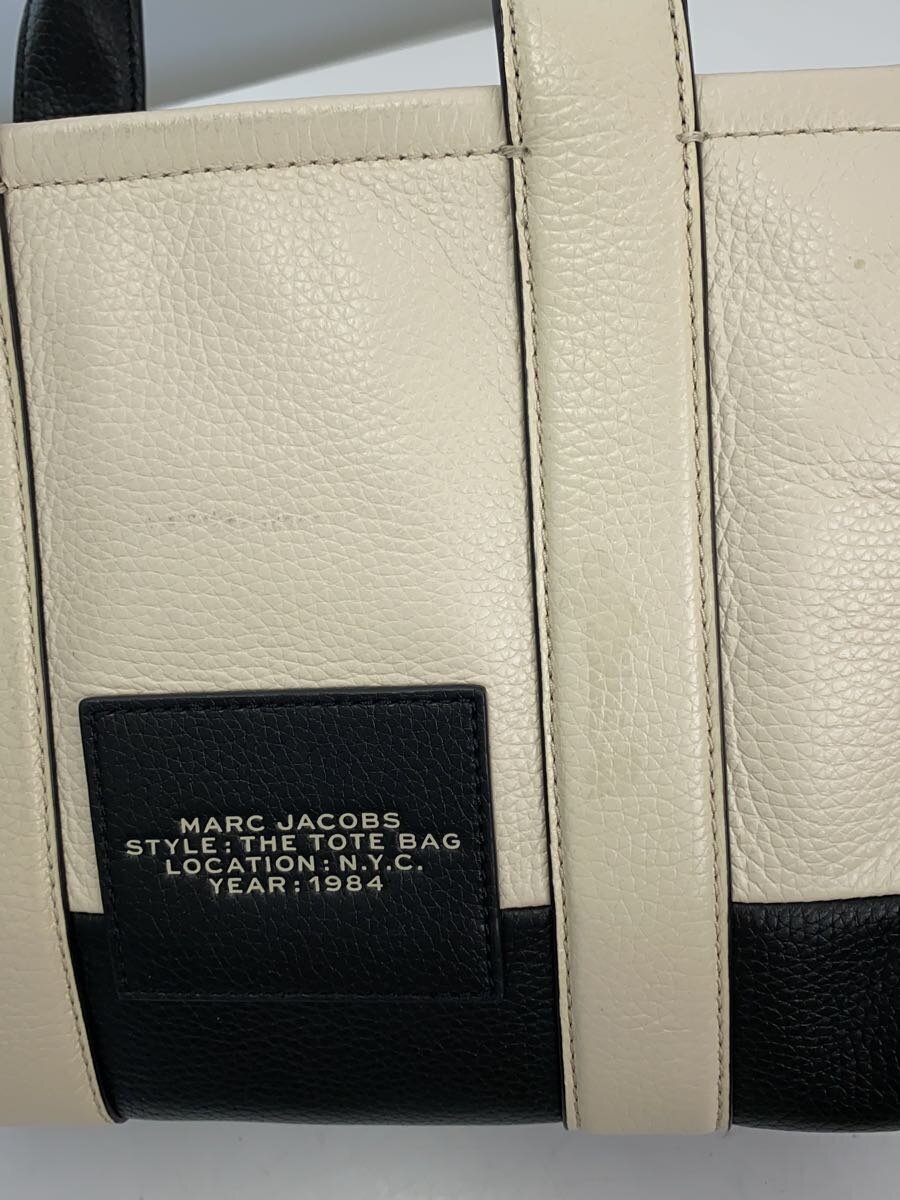 MARC JACOBS
STYLE: THE TOTE BAG
LOCATION: N.Y.C.
YEAR: 1984